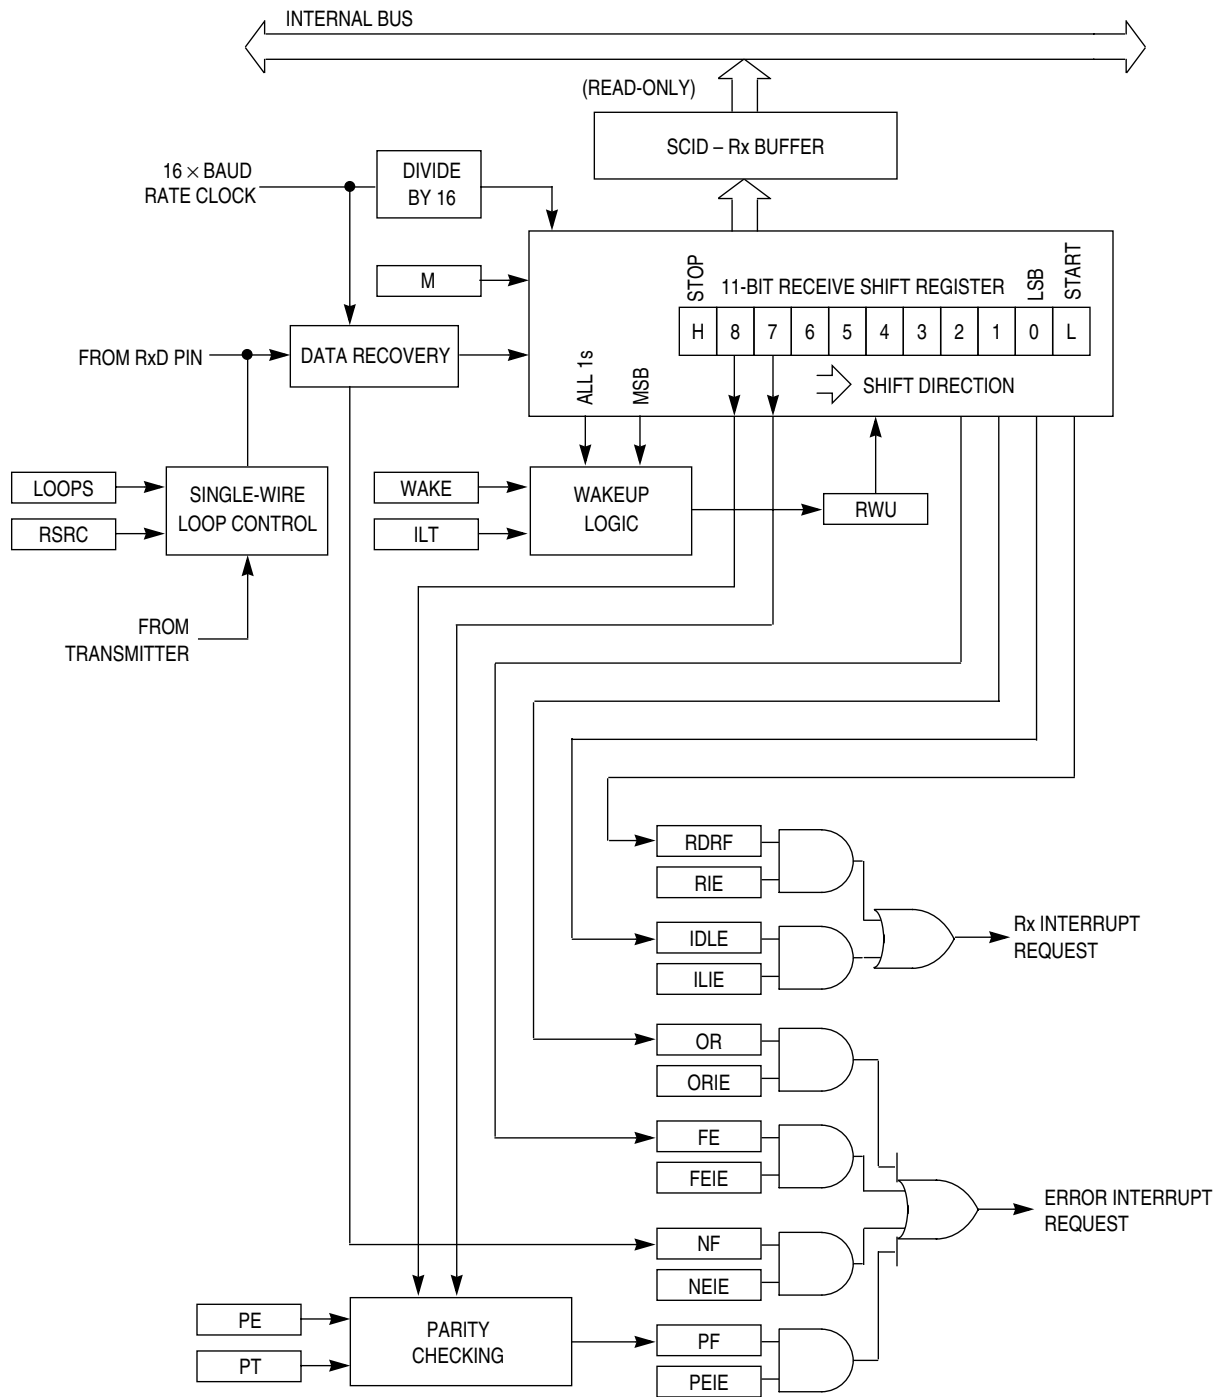 INTERNAL BUS
(READ-ONLY)
SCID – Rx BUFFER
16 × BAUD
RATE CLOCK
DIVIDE
BY 16
M
STOP
11-BIT RECEIVE SHIFT REGISTER
LSB
START
H 8 7 6 5 4 3 2 1 0 L
FROM RxD PIN
DATA RECOVERY
ALL 1s
MSB
SHIFT DIRECTION
LOOPS
RSRC
SINGLE-WIRE
LOOP CONTROL
WAKE
ILT
WAKEUP
LOGIC
RWU
FROM
TRANSMITTER
RDRF
RIE
IDLE
ILIE
Rx INTERRUPT
REQUEST
OR
ORIE
FE
FEIE
ERROR INTERRUPT
REQUEST
NF
NEIE
PE
PT
PARITY
CHECKING
PF
PEIE